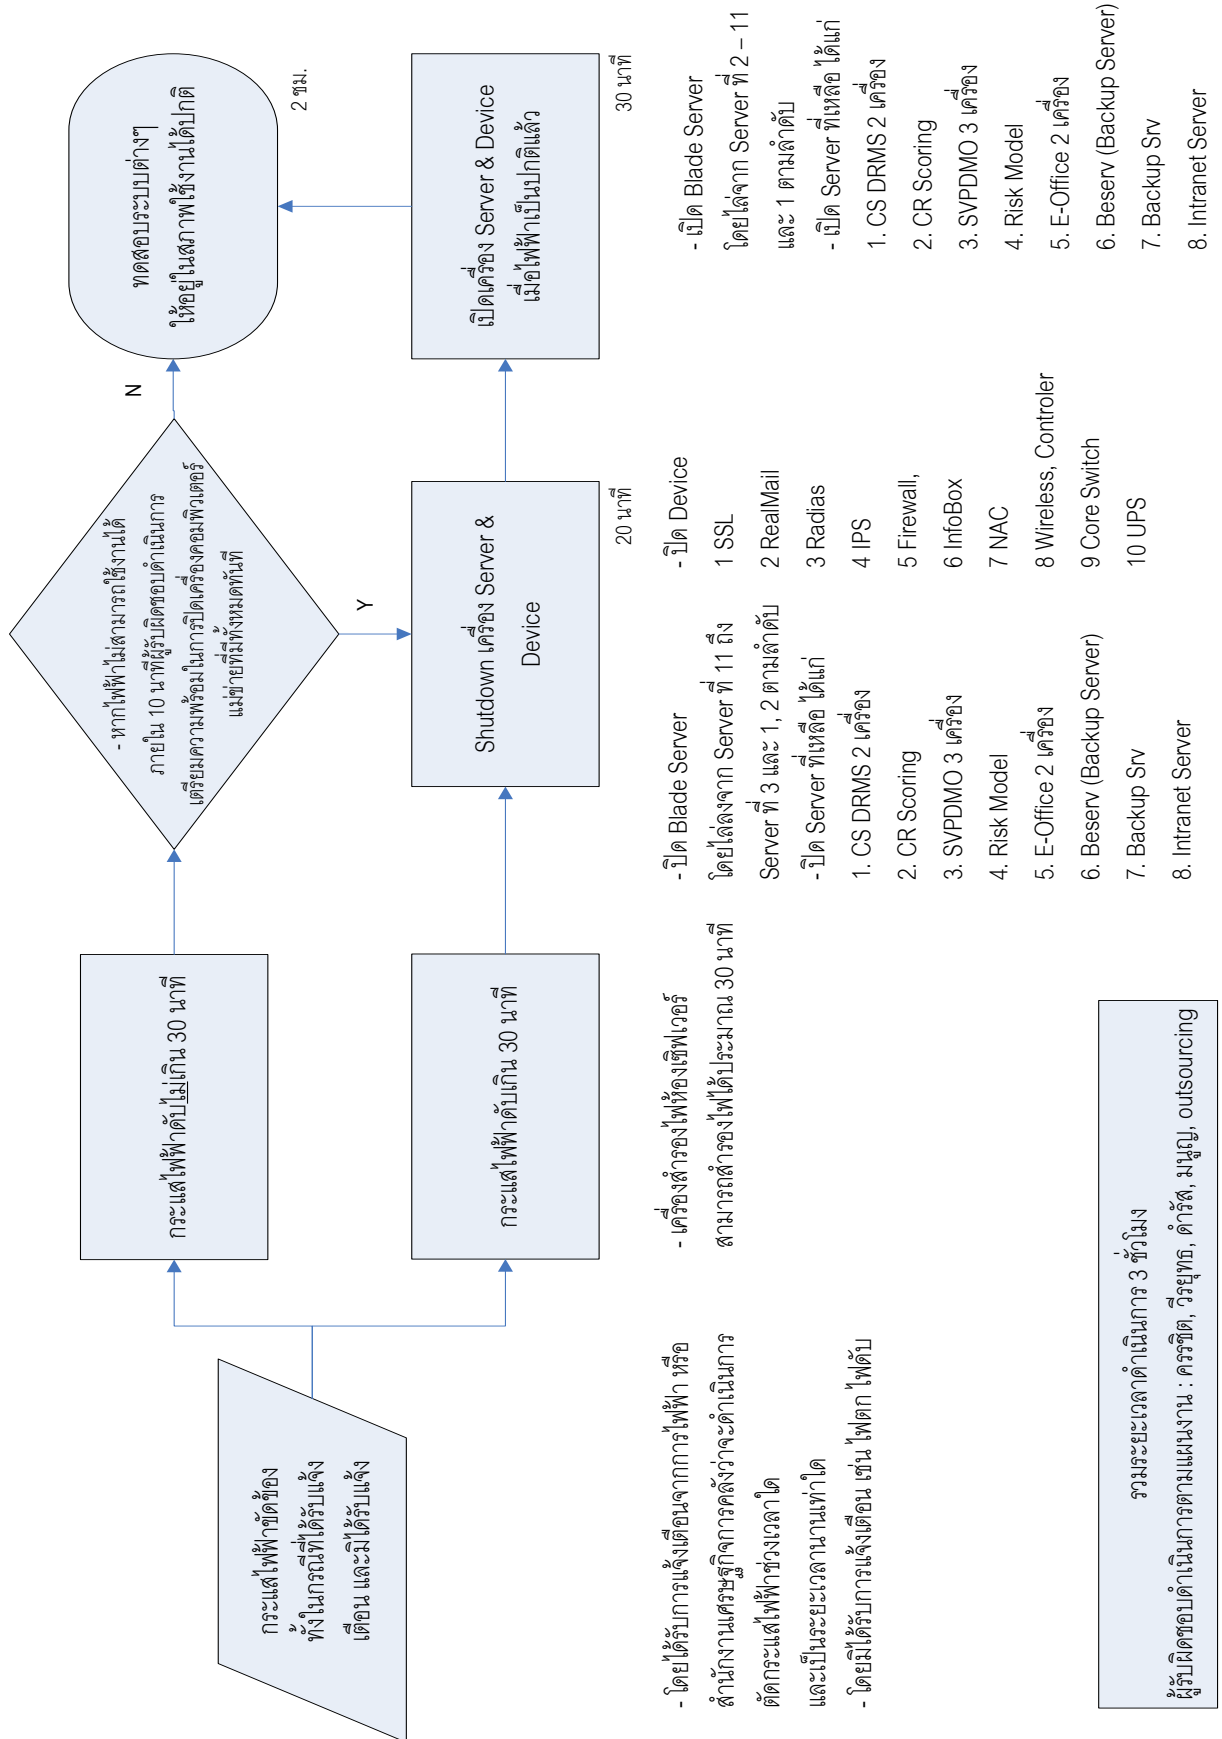 กระแสไฟฟ้าขัดข้อง
ทั้งในกรณีที่ได้รับแจ้ง
เตือน และมิได้รับแจ้ง
กระแสไฟฟ้าดับไม่เกิน 30 นาที
กระแสไฟฟ้าดับเกิน 30 นาที
- หากไฟฟ้าไม่สามารถใช้งานได้
ภายใน 10 นาทีผู้รับผิดชอบดำเนินการ
เตรียมความพร้อมในการปิดเครื่องคอมพิวเตอร์
แม่ข่ายที่มีทั้งหมดทันที
N
Y
Shutdown เครื่อง Server &
Device
20 นาที
ทดสอบระบบต่างๆ
ให้อยู่ในสภาพใช้งานได้ปกติ
2 ชม.
เปิดเครื่อง Server & Device
เมื่อไฟฟ้าเป็นปกติแล้ว
30 นาที
- โดยได้รับการแจ้งเตือนจากการไฟฟ้า หรือ
สำนักงานเศรษฐกิจการคลังว่าจะดำเนินการ
ตัดกระแสไฟฟ้าช่วงเวลาใด
และเป็นระยะเวลานานเท่าใด
- โดยมิได้รับการแจ้งเตือน เช่น ไฟตก ไฟดับ
- เครื่องสำรองไฟห้องเซิฟเวอร์
สามารถสำรองไฟได้ประมาณ 30 นาที
- ปิด Blade Server
โดยไล่ลงจาก Server ที่ 11 ถึง
Server ที่ 3 และ 1, 2 ตามลำดับ
- ปิด Server ที่เหลือ ได้แก่
1. CS DRMS 2 เครื่อง
2. CR Scoring
3. SVPDMO 3 เครื่อง
4. Risk Model
5. E-Office 2 เครื่อง
6. Beserv (Backup Server)
7. Backup Srv
8. Intranet Server
- ปิด Device
1 SSL
2 RealMail
3 Radias
4 IPS
5 Firewall,
6 InfoBox
7 NAC
8 Wireless, Controler
9 Core Switch
10 UPS
- เปิด Blade Server
โดยไล่จาก Server ที่ 2 – 11
และ 1 ตามลำดับ
- เปิด Server ที่เหลือ ได้แก่
1. CS DRMS 2 เครื่อง
2. CR Scoring
3. SVPDMO 3 เครื่อง
4. Risk Model
5. E-Office 2 เครื่อง
6. Beserv (Backup Server)
7. Backup Srv
8. Intranet Server
รวมระยะเวลาดำเนินการ 3 ชั่วโมง
ผู้รับผิดชอบดำเนินการตามแผนงาน : ครรชิต, วีรยุทธ, ดำรัส, มนูญ, outsourcing